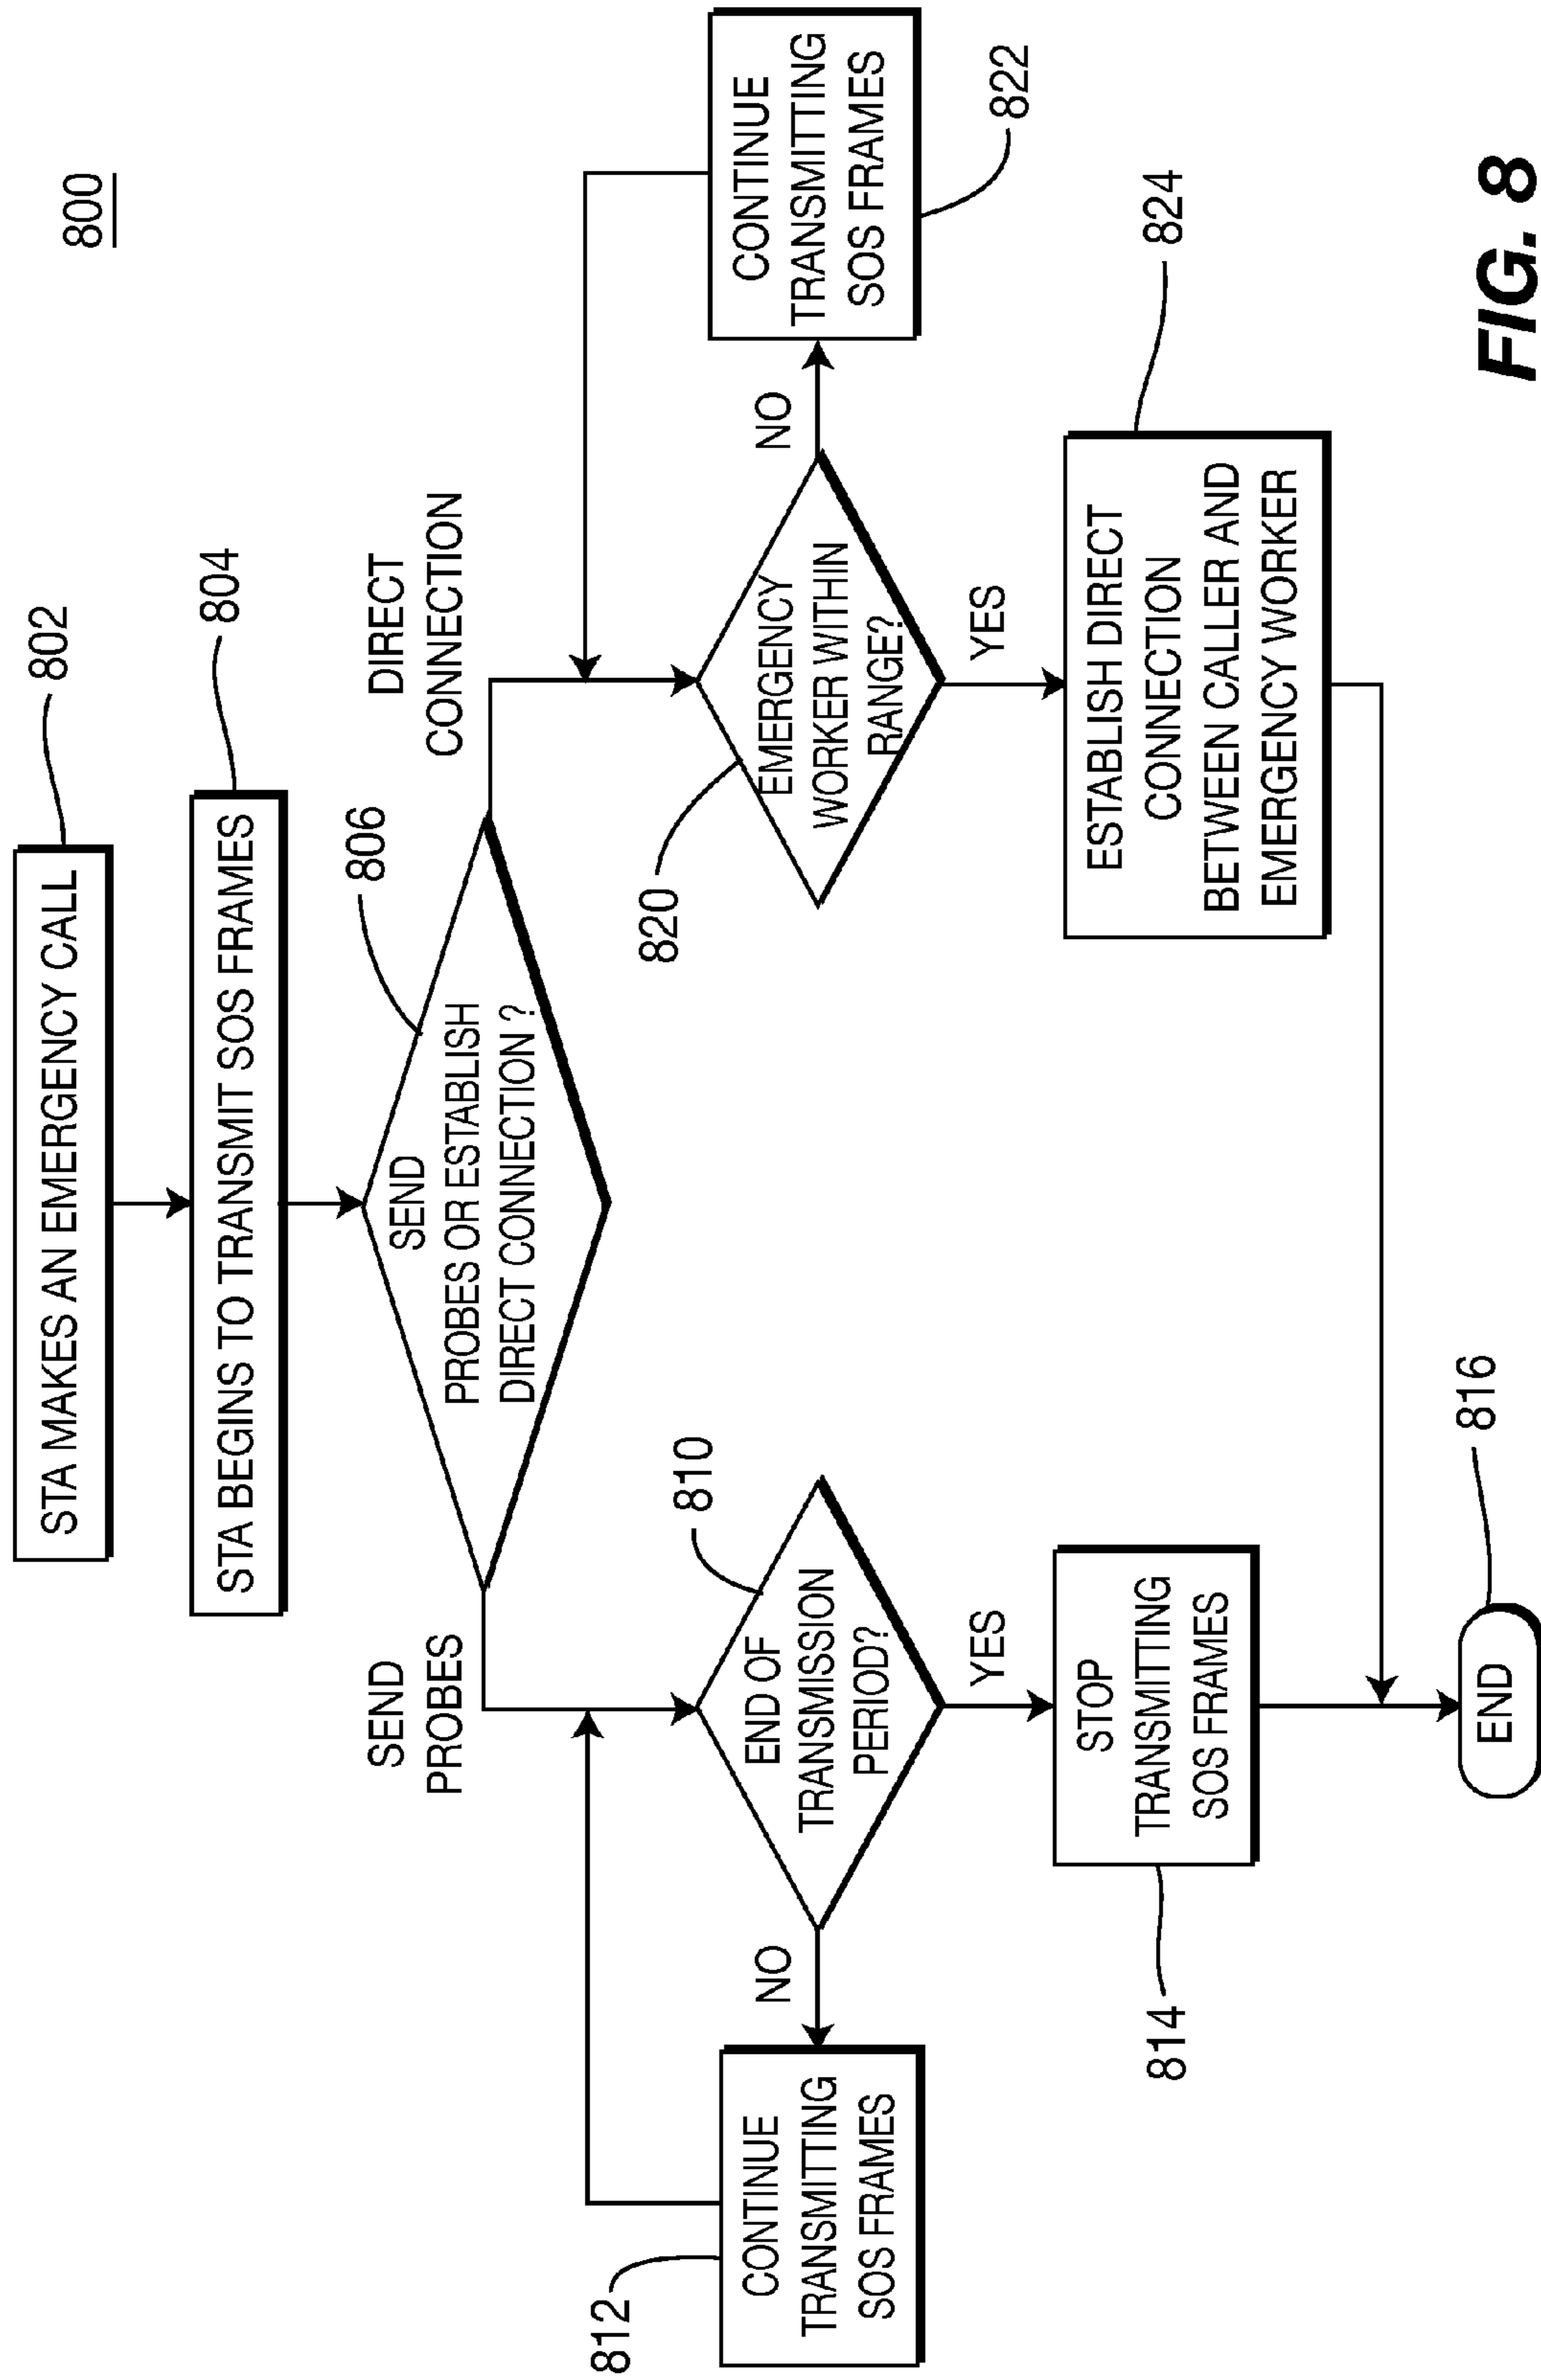 800
STA MAKES AN EMERGENCY CALL
802
STA BEGINS TO TRANSMIT SOS FRAMES
804
SEND
PROBES OR ESTABLISH
DIRECT CONNECTION ?
806
SEND
PROBES
DIRECT
CONNECTION
END OF
TRANSMISSION
PERIOD?
810
NO
CONTINUE
TRANSMITTING
SOS FRAMES
812
YES
STOP
TRANSMITTING
SOS FRAMES
814
EMERGENCY
WORKER WITHIN
RANGE?
820
NO
CONTINUE
TRANSMITTING
SOS FRAMES
822
YES
ESTABLISH DIRECT
CONNECTION
BETWEEN CALLER AND
EMERGENCY WORKER
824
END
816
FIG. 8